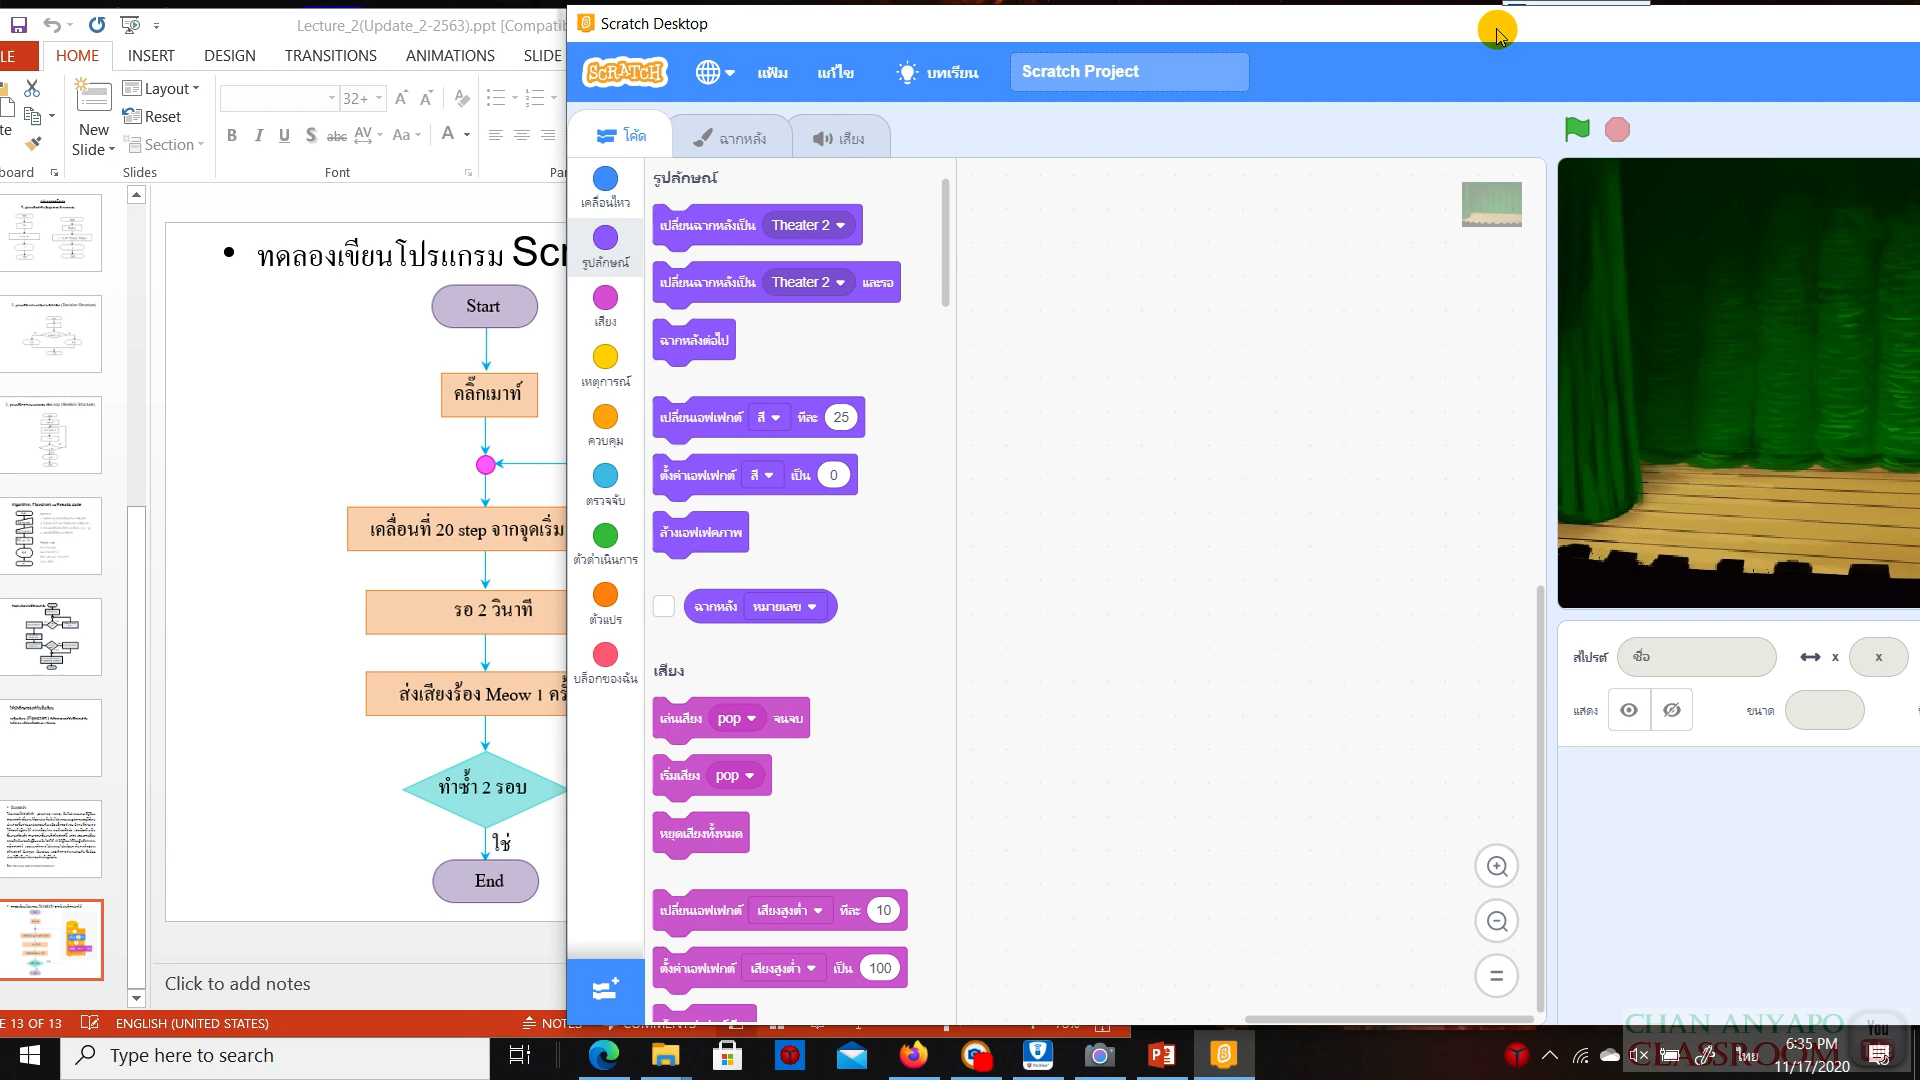 Lecture_2(Update_2-2563).ppt [Compatib
Scratch Desktop
LE
HOME
INSERT
DESIGN
TRANSITIONS
ANIMATIONS
SLIDE
SCRATCH
แฟ้ม
แก้ไข
บทเรียน
Scratch Project
te
New
Slide
Layout
Reset
Section
32+
B I U S abc AV Aa A
board
Slides
Font
Par
โค้ด
ฉากหลัง
เสียง
เคลื่อนไหว
รูปลักษณ์
เสียง
เหตุการณ์
ควบคุม
ตรวจจับ
ตัวดำเนินการ
ตัวแปร
บล็อกของฉัน
รูปลักษณ์
เปลี่ยนฉากหลังเป็น Theater 2
เปลี่ยนฉากหลังเป็น Theater 2 และรอ
ฉากหลังต่อไป
เปลี่ยนเอฟเฟกต์ สี ทีละ 25
ตั้งค่าเอฟเฟกต์ สี เป็น 0
ล้างเอฟเฟคภาพ
ฉากหลัง หมายเลข
เสียง
เล่นเสียง pop จนจบ
เริ่มเสียง pop
หยุดเสียงทั้งหมด
เปลี่ยนเอฟเฟกต์ เสียงสูงต่ำ ทีละ 10
ตั้งค่าเอฟเฟกต์ เสียงสูงต่ำ เป็น 100
• ทดลองเขียนโปรแกรม Scr
Start
คลิ๊กเมาท์
เคลื่อนที่ 20 step จากจุดเริ่ม
รอ 2 วินาที
ส่งเสียงร้อง Meow 1 ครั้
ทำซ้ำ 2 รอบ
ใช่
End
สไปรต์
ชื่อ
x
x
แสดง
ขนาด
Click to add notes
E 13 OF 13
ENGLISH (UNITED STATES)
NOTES
COMMENTS
CHAN ANYAPO
CLASSROOM
You
Type here to search
ไทย
6:35 PM
11/17/2020